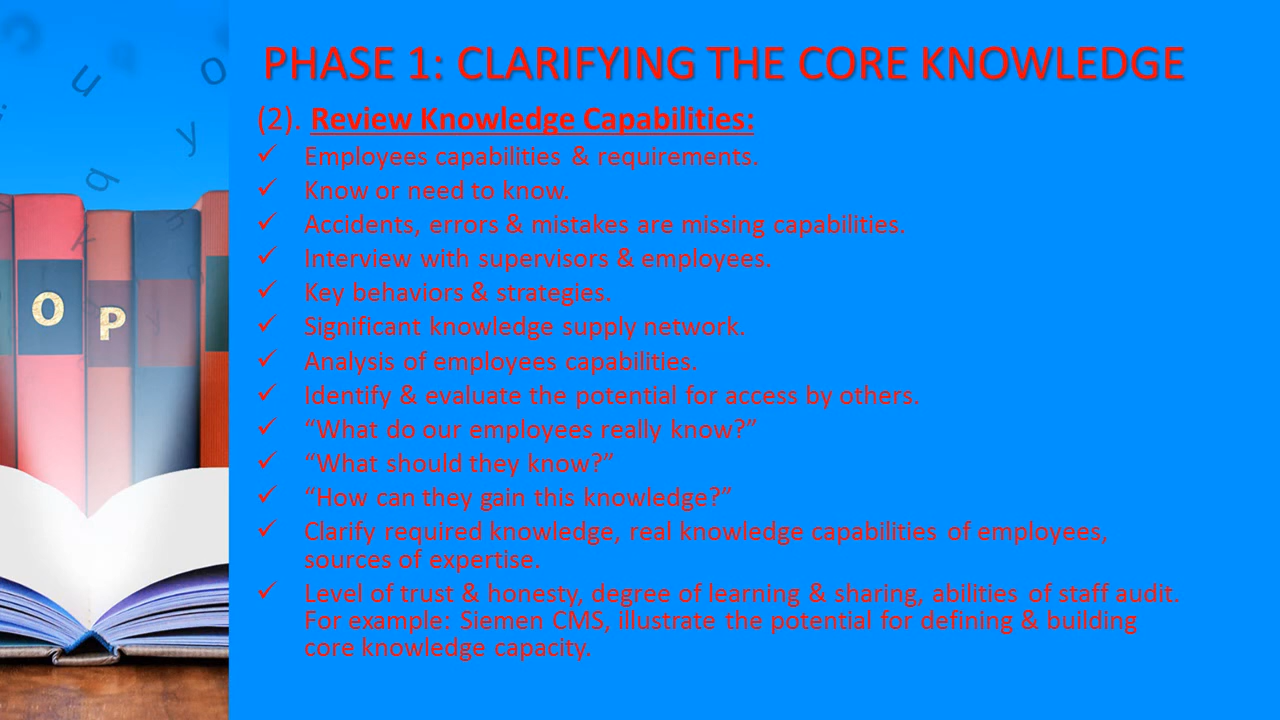 PHASE 1: CLARIFYING THE CORE KNOWLEDGE
(2). Review Knowledge Capabilities:
✓ Employees capabilities & requirements.
✓ Know or need to know.
✓ Accidents, errors & mistakes are missing capabilities.
✓ Interview with supervisors & employees.
✓ Key behaviors & strategies.
✓ Significant knowledge supply network.
✓ Analysis of employees capabilities.
✓ Identify & evaluate the potential for access by others.
✓ “What do our employees really know?”
✓ “What should they know?”
✓ “How can they gain this knowledge?”
✓ Clarify required knowledge, real knowledge capabilities of employees,
sources of expertise.
✓ Level of trust & honesty, degree of learning & sharing, abilities of staff audit.
For example: Siemen CMS, illustrate the potential for defining & building
core knowledge capacity.
u
o
y
q
k
h
O
P